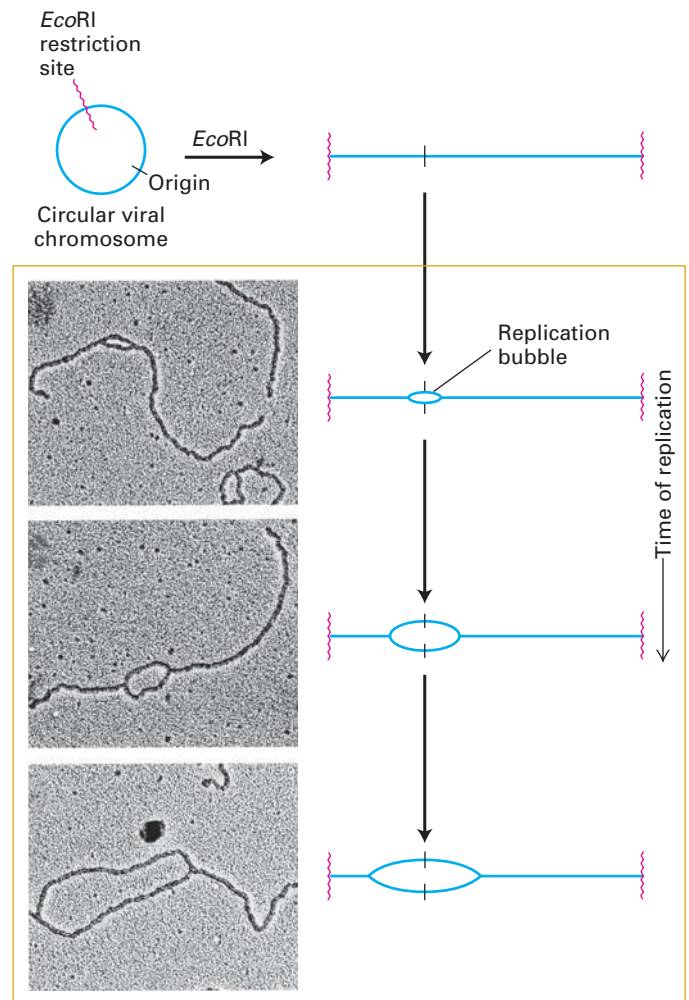 EcoRI
restriction
site
EcoRI
Origin
Circular viral
chromosome
Replication
bubble
Time of replication